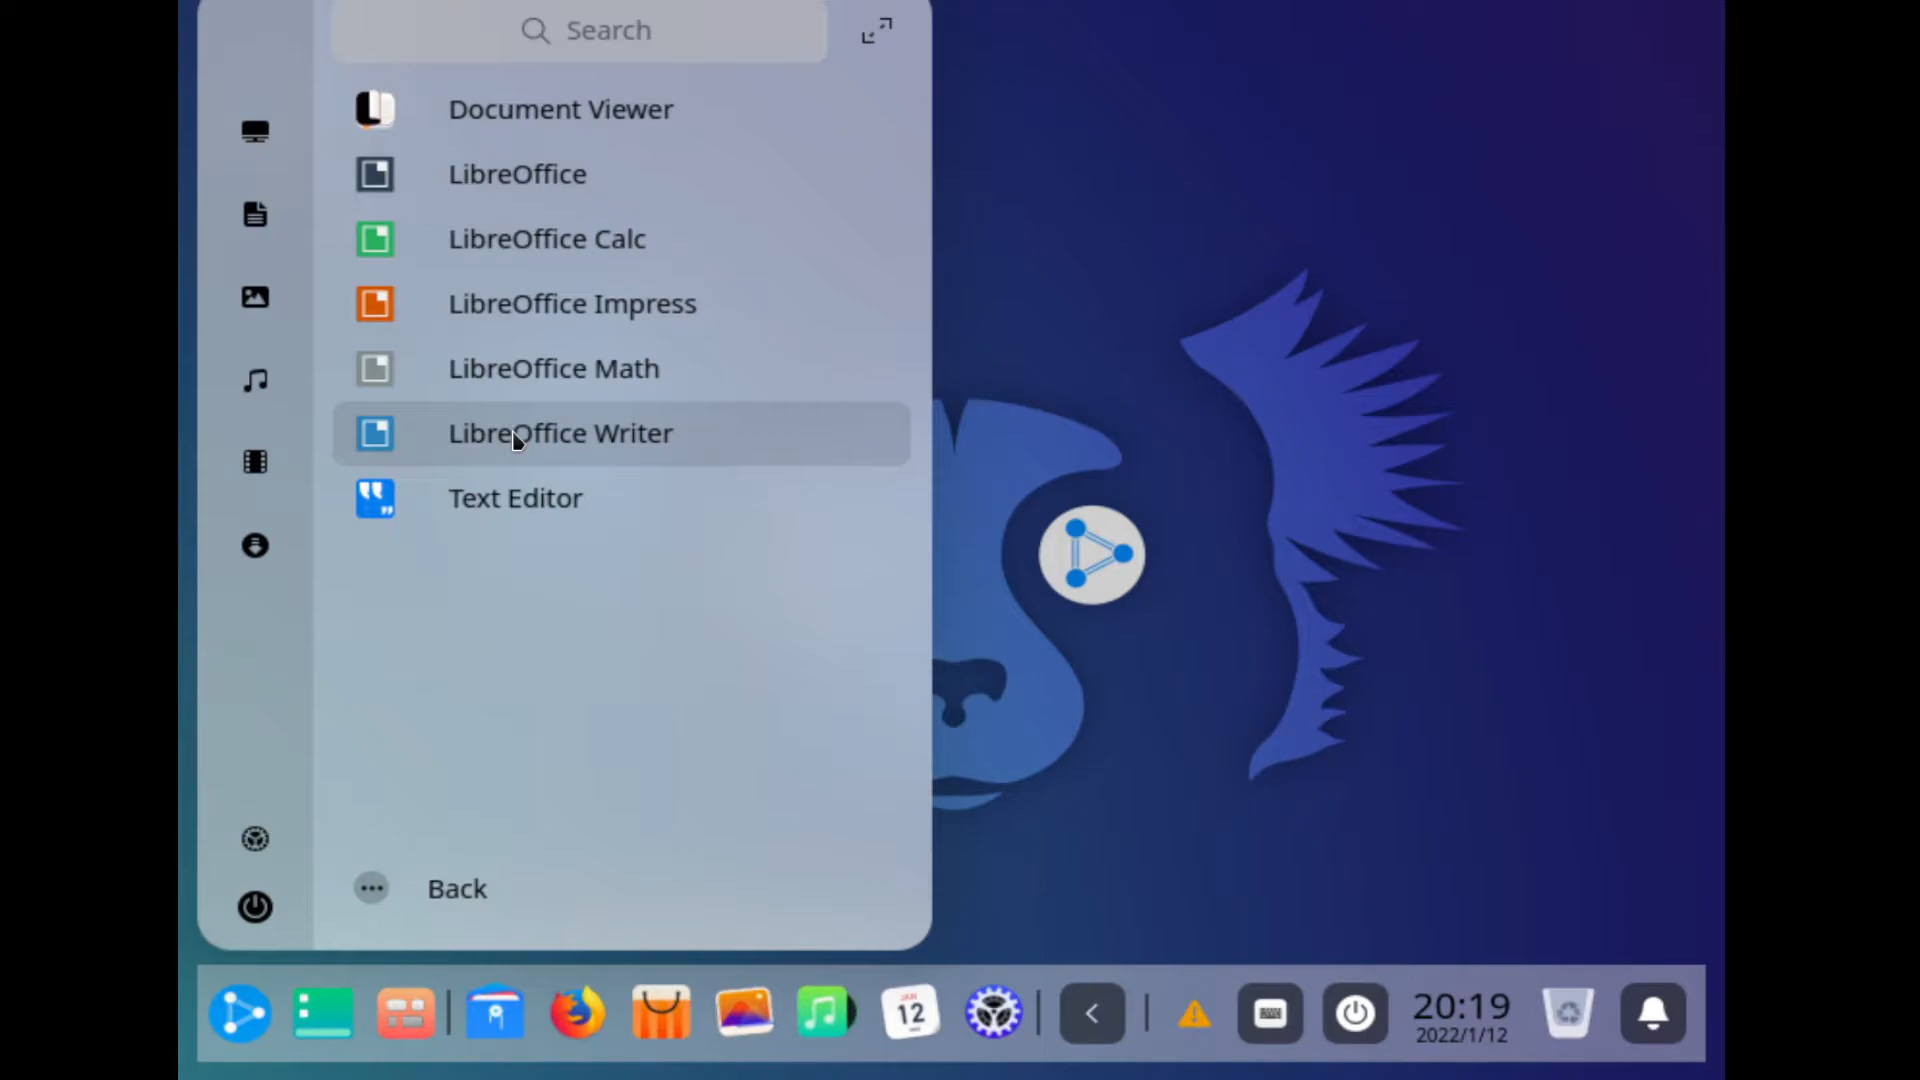 Search
Document Viewer
LibreOffice
LibreOffice Calc
LibreOffice Impress
LibreOffice Math
LibreOffice Writer
Text Editor
Back
JAN
12
20:19
2022/1/12